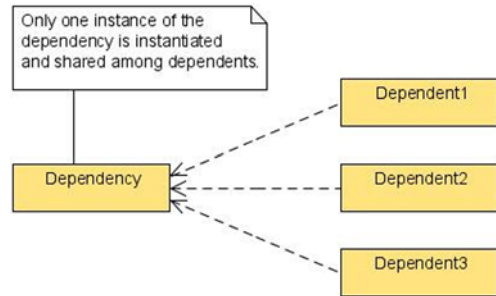 Only one instance of the
dependency is instantiated
and shared among dependents.
Dependent1
Dependency
Dependent2
Dependent3